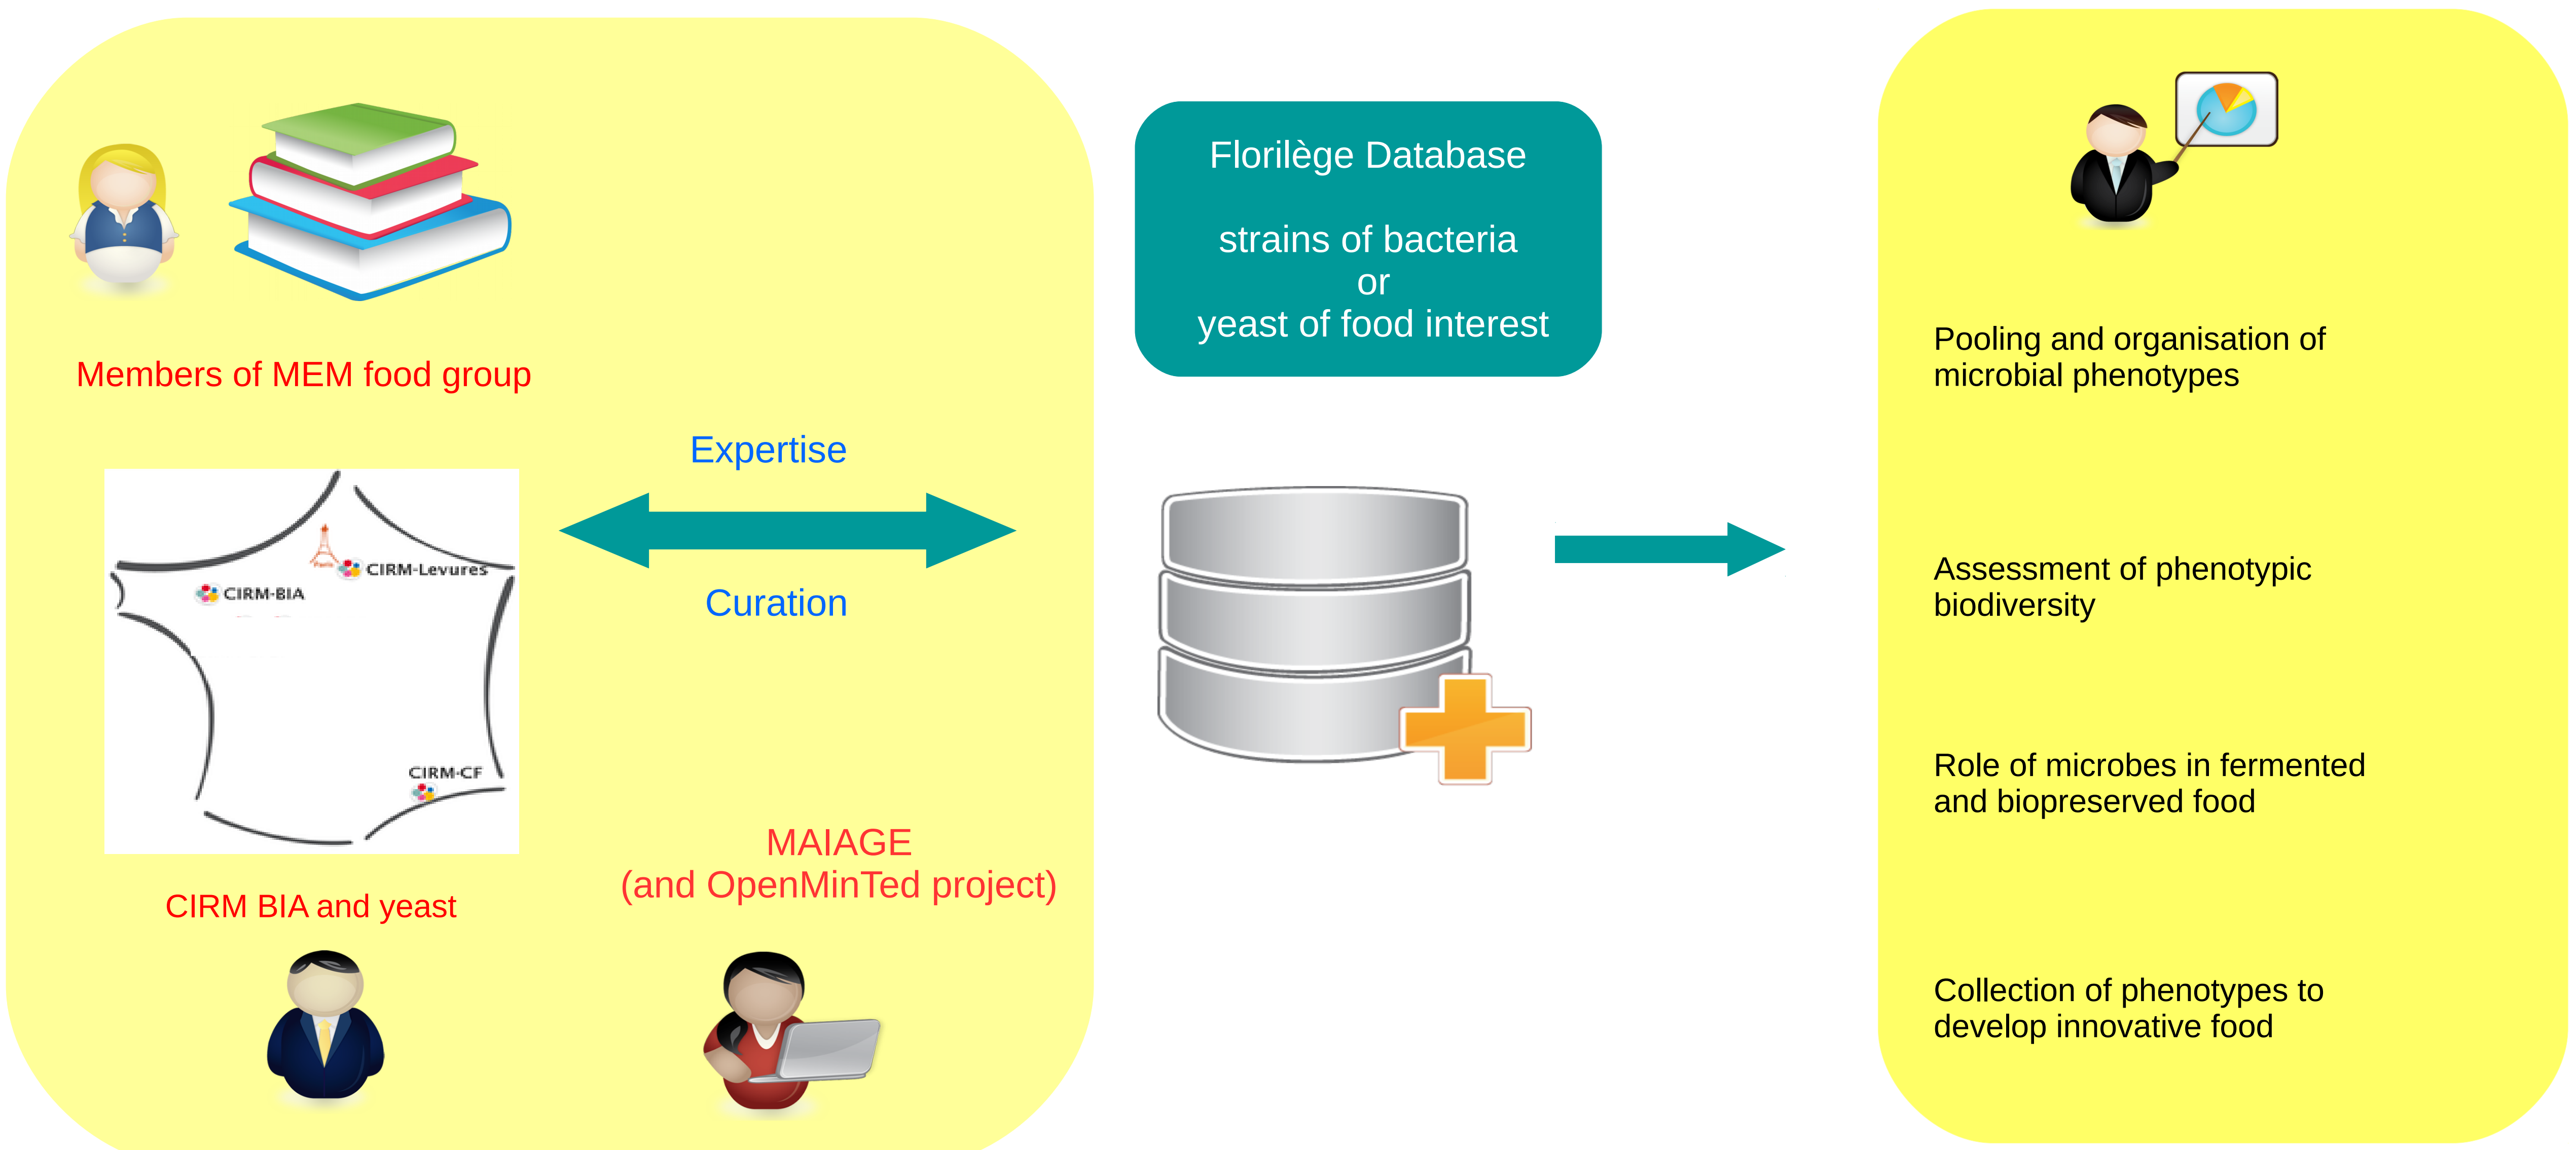 Members of MEM food group
Expertise
Curation
CIRM-Levures
CIRM-BIA
CIRM-CF
CIRM BIA and yeast
MAIAGE
(and OpenMinTed project)
Florilège Database
strains of bacteria
or
yeast of food interest
Pooling and organisation of
microbial phenotypes
Assessment of phenotypic
biodiversity
Role of microbes in fermented
and biopreserved food
Collection of phenotypes to
develop innovative food